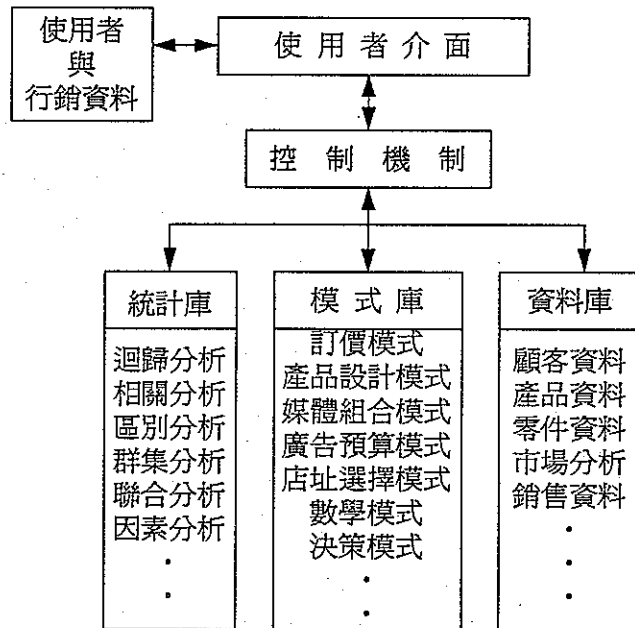 使用者
與
行銷資料
使用者介面
控制機制
統計庫
迴歸分析
相關分析
區別分析
群集分析
聯合分析
因素分析
模式庫
訂價模式
產品設計模式
媒體組合模式
廣告預算模式
店址選擇模式
數學模式
決策模式
資料庫
顧客資料
產品資料
零件資料
市場分析
銷售資料